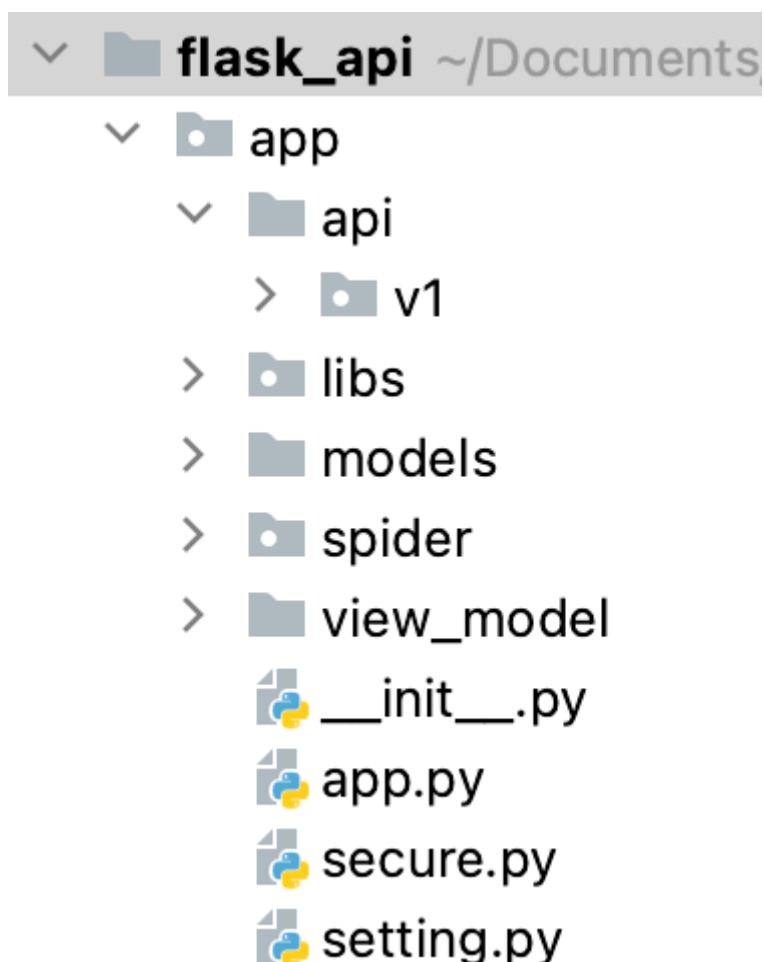 flask_api ~/Documents/
app
api
v1
libs
models
spider
view_model
__init__.py
app.py
secure.py
setting.py